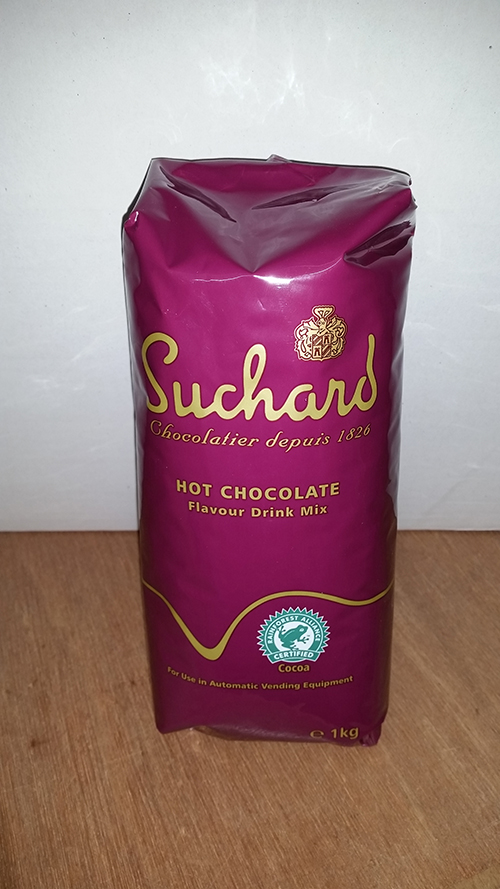 Suchard
Chocolatier depuis 1826
HOT CHOCOLATE
Flavour Drink Mix
RAINFOREST ALLIANCE
CERTIFIED
Cocoa
For Use in Automatic Vending Equipment
℮ 1kg